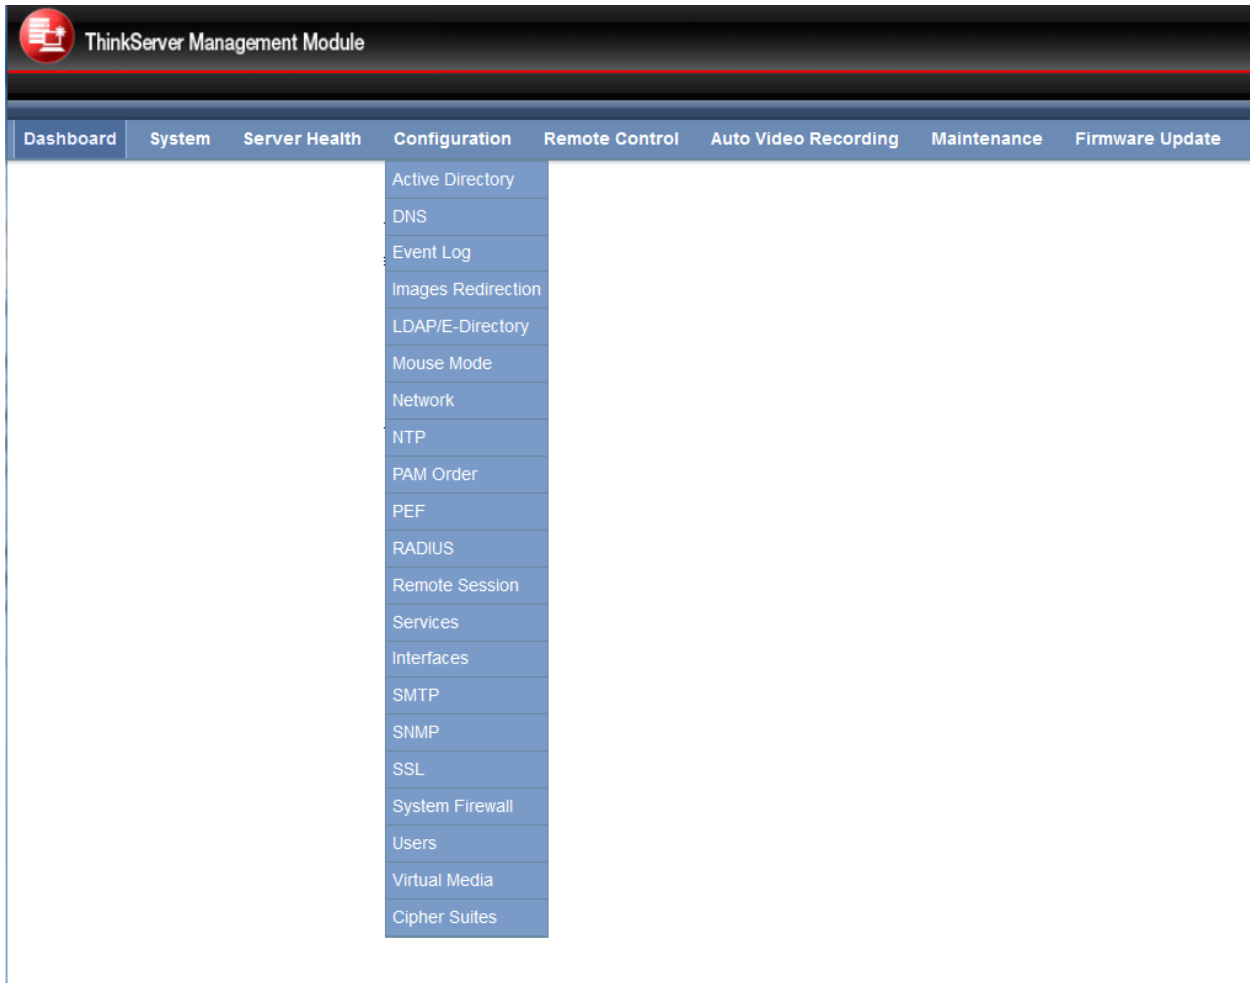 ThinkServer Management Module
Dashboard System Server Health Configuration Remote Control Auto Video Recording Maintenance Firmware Update
Active Directory
DNS
Event Log
Images Redirection
LDAP/E-Directory
Mouse Mode
Network
NTP
PAM Order
PEF
RADIUS
Remote Session
Services
Interfaces
SMTP
SNMP
SSL
System Firewall
Users
Virtual Media
Cipher Suites